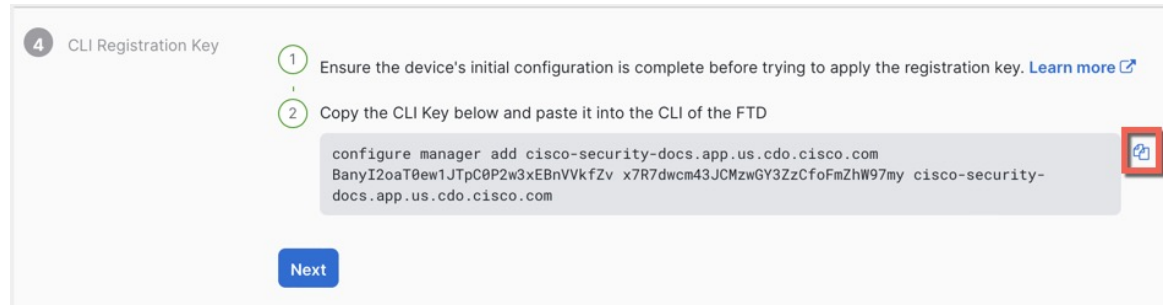 4 CLI Registration Key
1 Ensure the device's initial configuration is complete before trying to apply the registration key. Learn more
2 Copy the CLI Key below and paste it into the CLI of the FTD
configure manager add cisco-security-docs.app.us.cdo.cisco.com
BanyI2oaT0ew1JTpC0P2w3xEBnVVkfZv x7R7dwcm43JCMzwGY3ZzCfoFmZhW97my cisco-security-
docs.app.us.cdo.cisco.com
Next